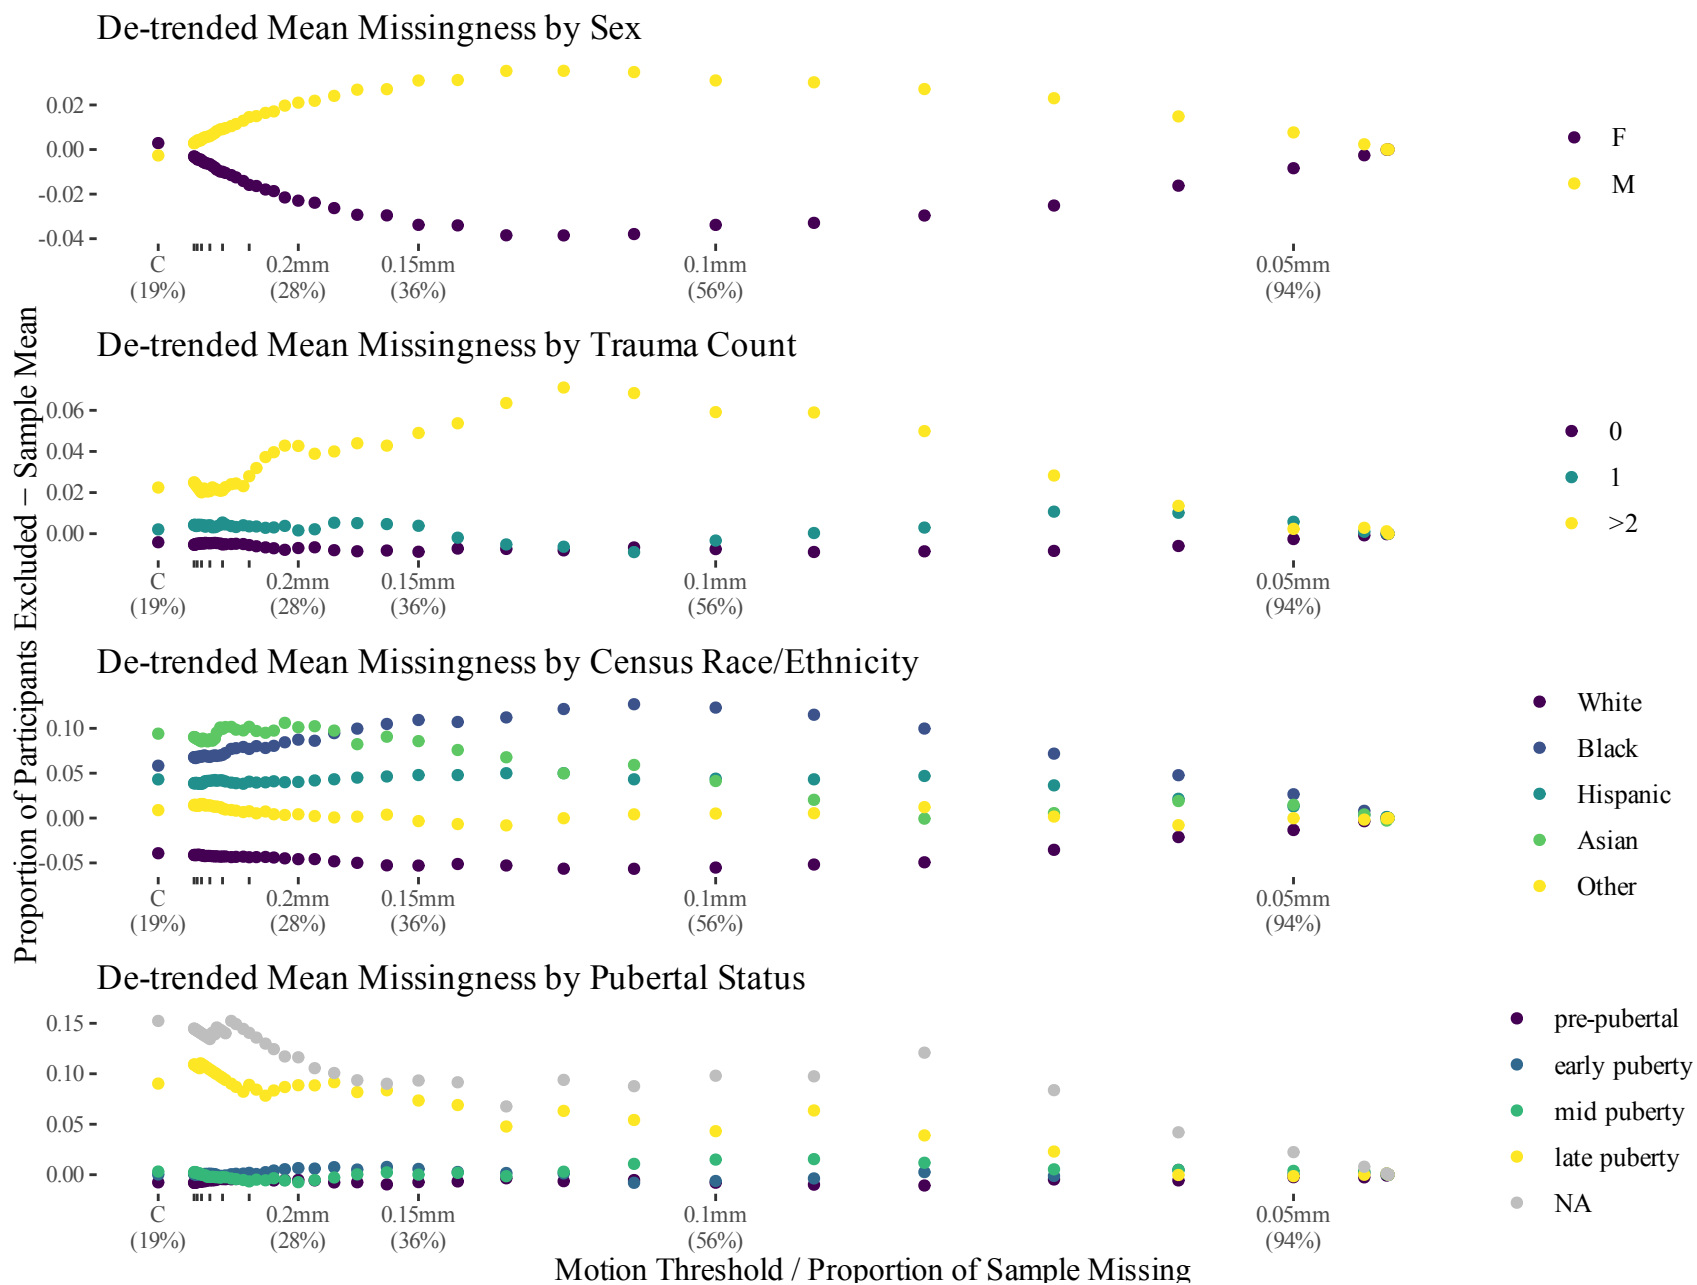 De-trended Mean Missingness by Sex
0.02
0.00
-0.02
-0.04
C 0.2mm 0.15mm 0.1mm 0.05mm
(19%) (28%) (36%) (56%) (94%)
F
M
Proportion of Participants Excluded – Sample Mean
De-trended Mean Missingness by Trauma Count
0.06
0.04
0.02
0.00
C 0.2mm 0.15mm 0.1mm 0.05mm
(19%) (28%) (36%) (56%) (94%)
0
1
>2
De-trended Mean Missingness by Census Race/Ethnicity
0.10
0.05
0.00
-0.05
C 0.2mm 0.15mm 0.1mm 0.05mm
(19%) (28%) (36%) (56%) (94%)
White
Black
Hispanic
Asian
Other
De-trended Mean Missingness by Pubertal Status
0.15
0.10
0.05
0.00
C 0.2mm 0.15mm 0.1mm 0.05mm
(19%) (28%) (36%) (56%) (94%)
pre-pubertal
early puberty
mid puberty
late puberty
NA
Motion Threshold / Proportion of Sample Missing